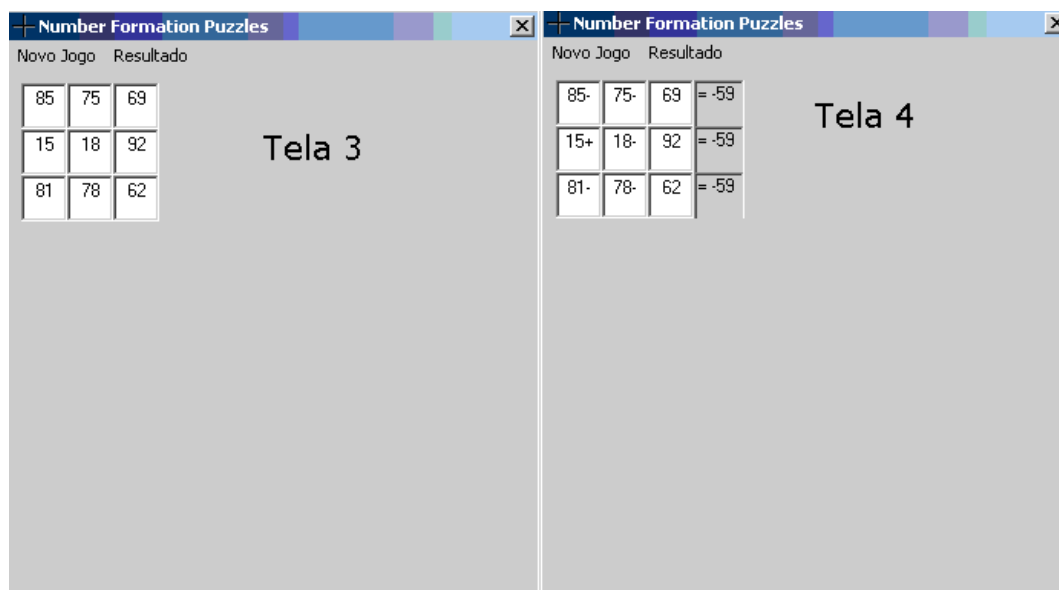 Number Formation Puzzles
Novo Jogo Resultado
85 75 69
15 18 92
81 78 62
Tela 3
Number Formation Puzzles
Novo Jogo Resultado
85- 75- 69 = -59
15+ 18- 92 = -59
81- 78- 62 = -59
Tela 4